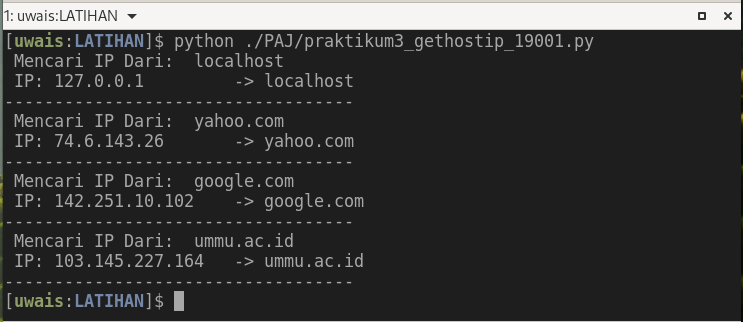 1: uwais:LATIHAN
[uwais:LATIHAN]$ python ./PAJ/praktikum3_gethostip_19001.py
 Mencari IP Dari:  localhost
 IP: 127.0.0.1         -> localhost
-----------------------------------
 Mencari IP Dari:  yahoo.com
 IP: 74.6.143.26       -> yahoo.com
-----------------------------------
 Mencari IP Dari:  google.com
 IP: 142.251.10.102    -> google.com
-----------------------------------
 Mencari IP Dari:  ummu.ac.id
 IP: 103.145.227.164   -> ummu.ac.id
-----------------------------------
[uwais:LATIHAN]$